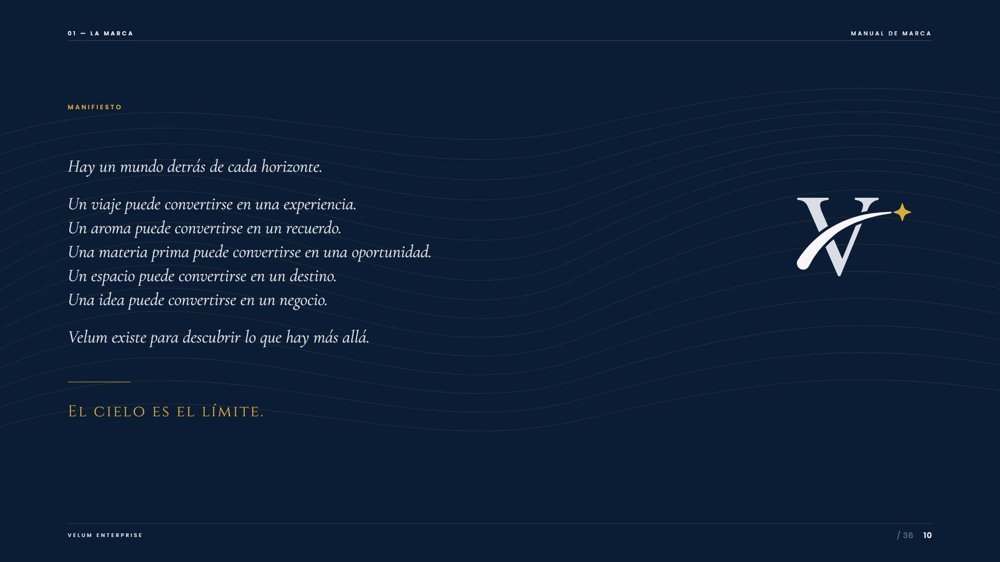 01 — LA MARCA
MANUAL DE MARCA
MANIFIESTO
Hay un mundo detrás de cada horizonte.
Un viaje puede convertirse en una experiencia.
Un aroma puede convertirse en un recuerdo.
Una materia prima puede convertirse en una oportunidad.
Un espacio puede convertirse en un destino.
Una idea puede convertirse en un negocio.
Velum existe para descubrir lo que hay más allá.
El cielo es el límite.
V
VELUM ENTERPRISE
/ 36 10